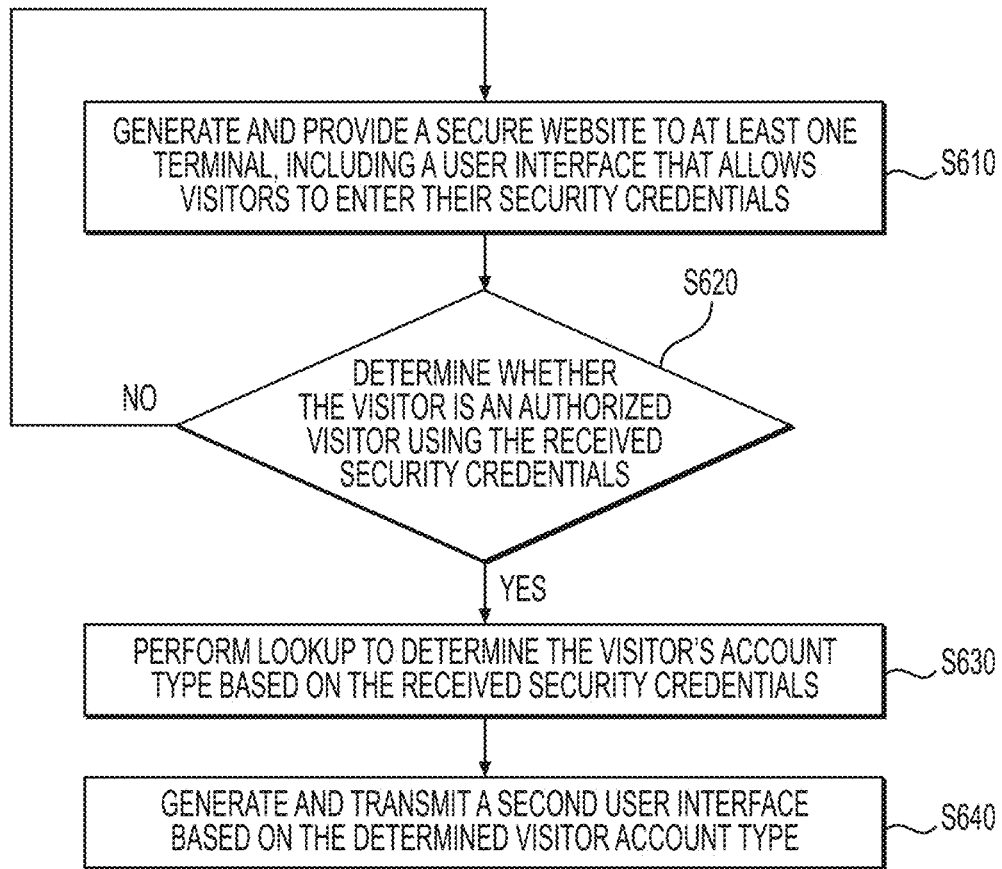 GENERATE AND PROVIDE A SECURE WEBSITE TO AT LEAST ONE
TERMINAL, INCLUDING A USER INTERFACE THAT ALLOWS
VISITORS TO ENTER THEIR SECURITY CREDENTIALS
S610
S620
DETERMINE WHETHER
THE VISITOR IS AN AUTHORIZED
VISITOR USING THE RECEIVED
SECURITY CREDENTIALS
NO
YES
PERFORM LOOKUP TO DETERMINE THE VISITOR'S ACCOUNT
TYPE BASED ON THE RECEIVED SECURITY CREDENTIALS
S630
GENERATE AND TRANSMIT A SECOND USER INTERFACE
BASED ON THE DETERMINED VISITOR ACCOUNT TYPE
S640